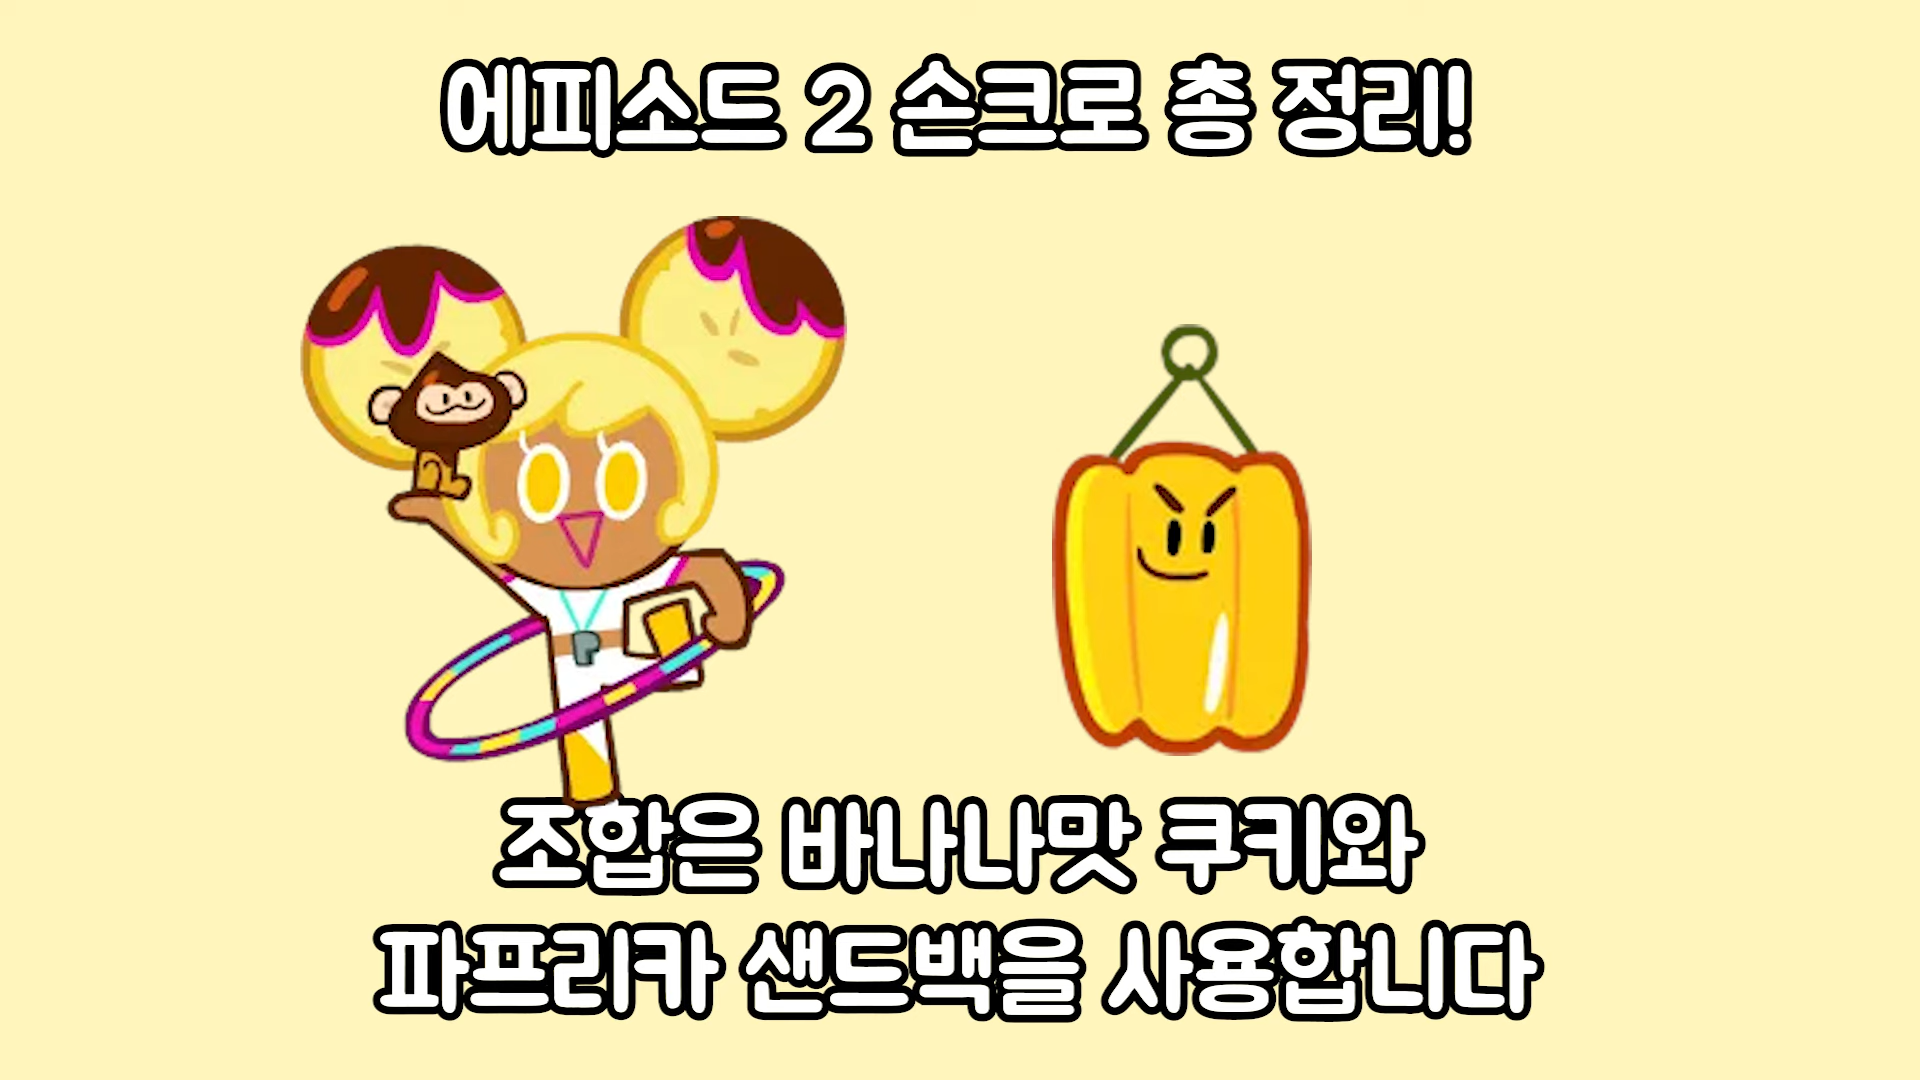 에피소드 2 손크로 총 정리!
조합은 바나나맛 쿠키와
파프리카 샌드백을 사용합니다